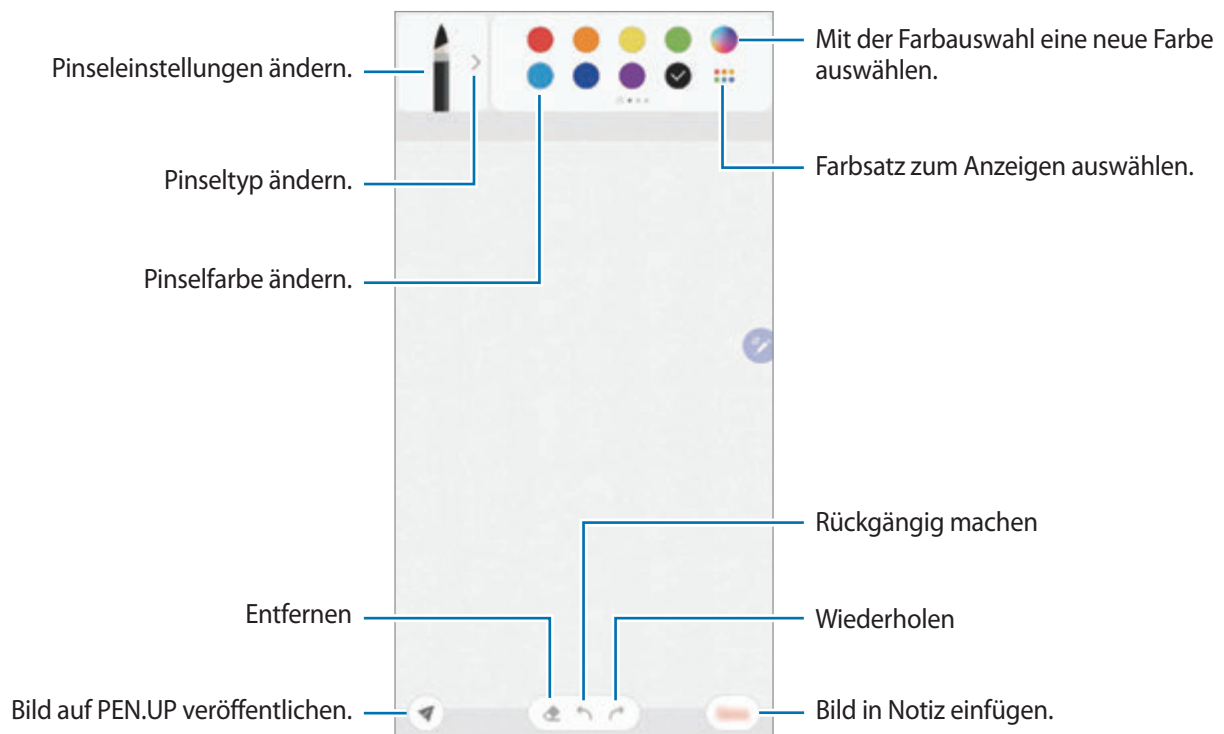 Pinseleinstellungen ändern.
Pinseltyp ändern.
Pinselfarbe ändern.
Mit der Farbauswahl eine neue Farbe
auswählen.
Farbsatz zum Anzeigen auswählen.
Rückgängig machen
Entfernen
Wiederholen
Bild auf PEN.UP veröffentlichen.
Bild in Notiz einfügen.